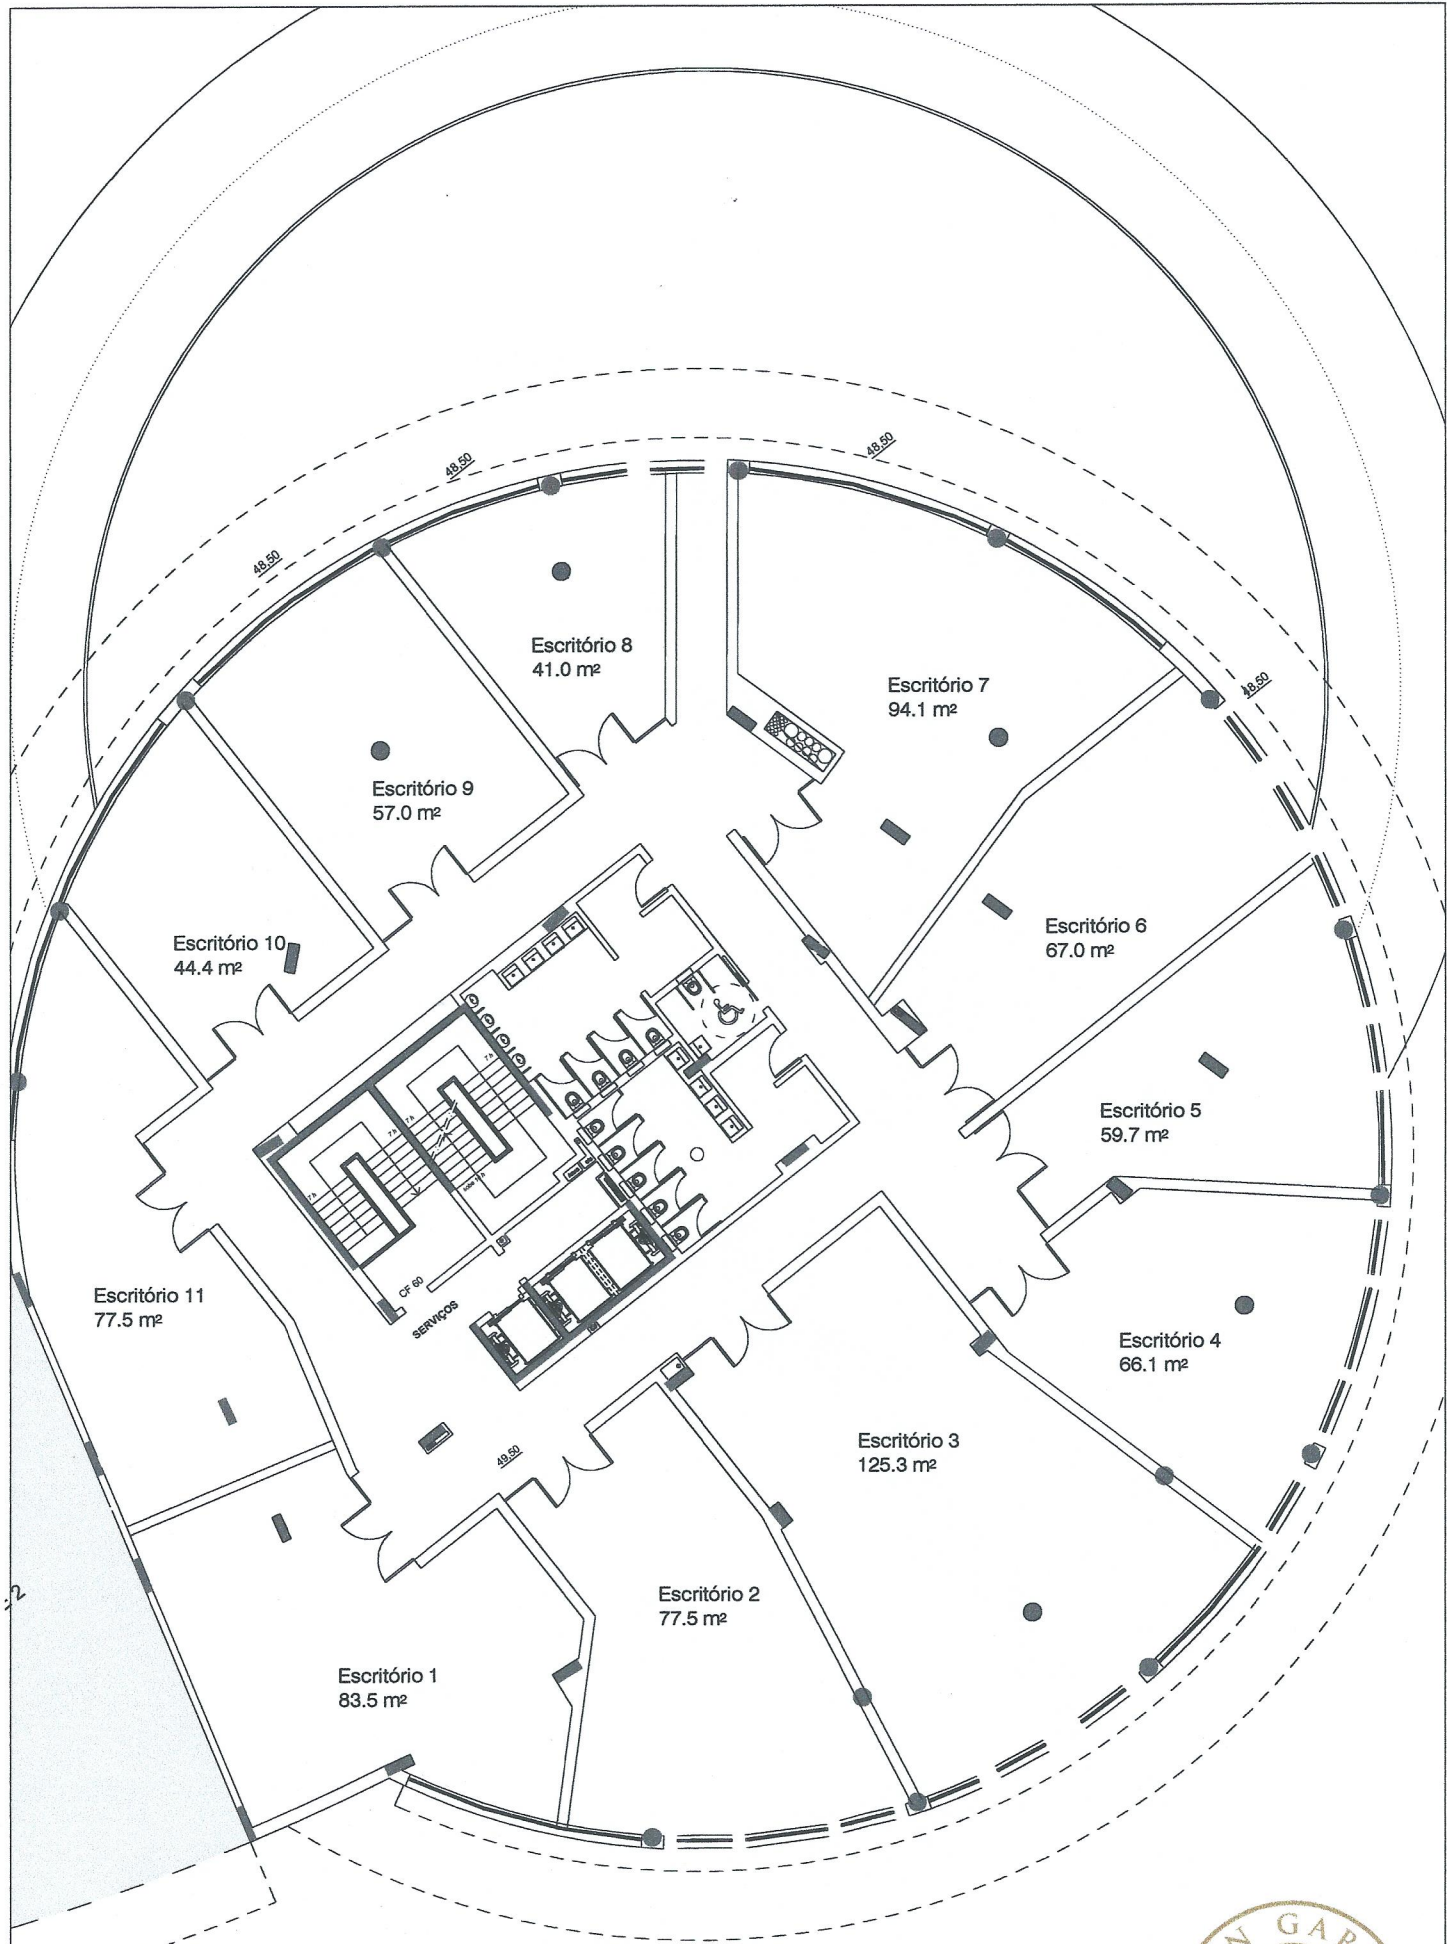 48,50
48,50
48,50
48,50
Escritório 8
41.0 m²
Escritório 7
94.1 m²
Escritório 9
57.0 m²
Escritório 6
67.0 m²
Escritório 10
44.4 m²
Escritório 5
59.7 m²
Escritório 11
77.5 m²
CF 60
SERVIÇOS
Escritório 4
66.1 m²
Escritório 3
125.3 m²
49,50
Escritório 2
77.5 m²
Escritório 1
83.5 m²
N GAR